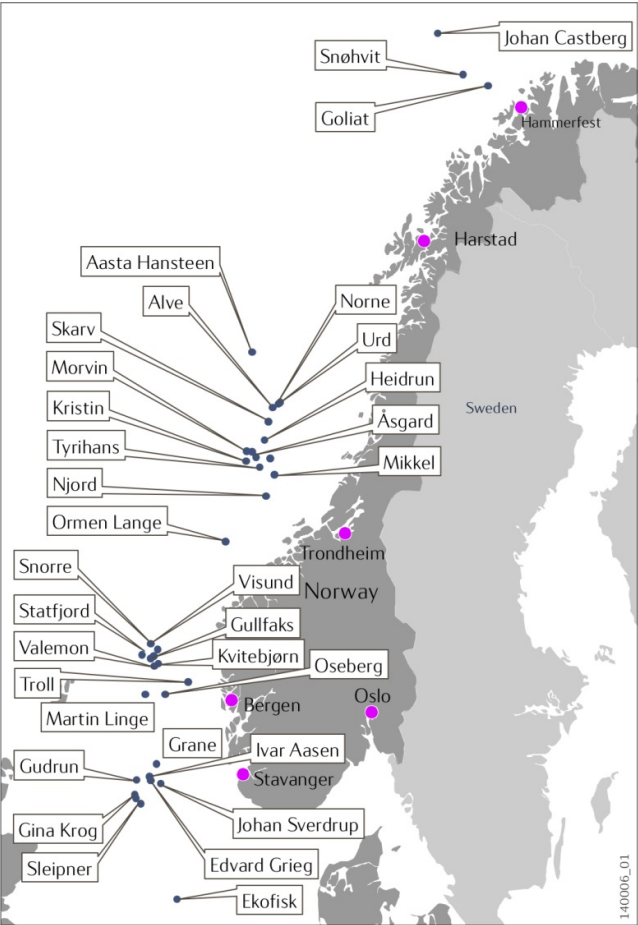 Johan Castberg
Snøhvit
Goliat
Hammerfest
Harstad
Aasta Hansteen
Alve
Norne
Skarv
Urd
Morvin
Heidrun
Kristin
Åsgard
Sweden
Tyrihans
Mikkel
Njord
Ormen Lange
Trondheim
Snorre
Visund
Norway
Statfjord
Gullfaks
Valemon
Kvitebjørn
Oseberg
Troll
Oslo
Martin Linge
Bergen
Grane
Ivar Aasen
Gudrun
Stavanger
Gina Krog
Johan Sverdrup
Sleipner
Edvard Grieg
Ekofisk
140006_01